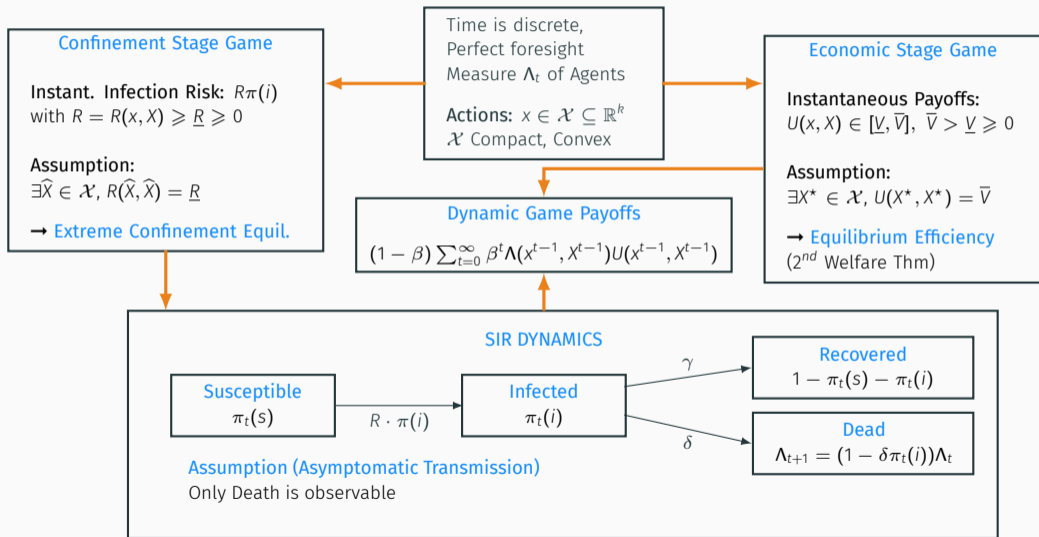 Confinement Stage Game
Instant. Infection Risk: Rπ(i)
with R = R(x, X) ⩾ R̲ ⩾ 0
Assumption:
∃X̂ ∈ 𝒳, R(X̂, X̂) = R̲
→ Extreme Confinement Equil.
Time is discrete,
Perfect foresight
Measure Λ_t of Agents
Actions: x ∈ 𝒳 ⊆ ℝ^k
𝒳 Compact, Convex
Economic Stage Game
Instantaneous Payoffs:
U(x, X) ∈ [V̲, V̅], V̅ > V̲ ⩾ 0
Assumption:
∃X⋆ ∈ 𝒳, U(X⋆, X⋆) = V̅
→ Equilibrium Efficiency
(2^nd Welfare Thm)
Dynamic Game Payoffs
(1 − β) ∑_{t=0}^∞ β^t Λ(x^{t−1}, X^{t−1})U(x^{t−1}, X^{t−1})
SIR DYNAMICS
Susceptible
π_t(s)
R · π(i)
Infected
π_t(i)
γ
δ
Recovered
1 − π_t(s) − π_t(i)
Dead
Λ_{t+1} = (1 − δπ_t(i))Λ_t
Assumption (Asymptomatic Transmission)
Only Death is observable